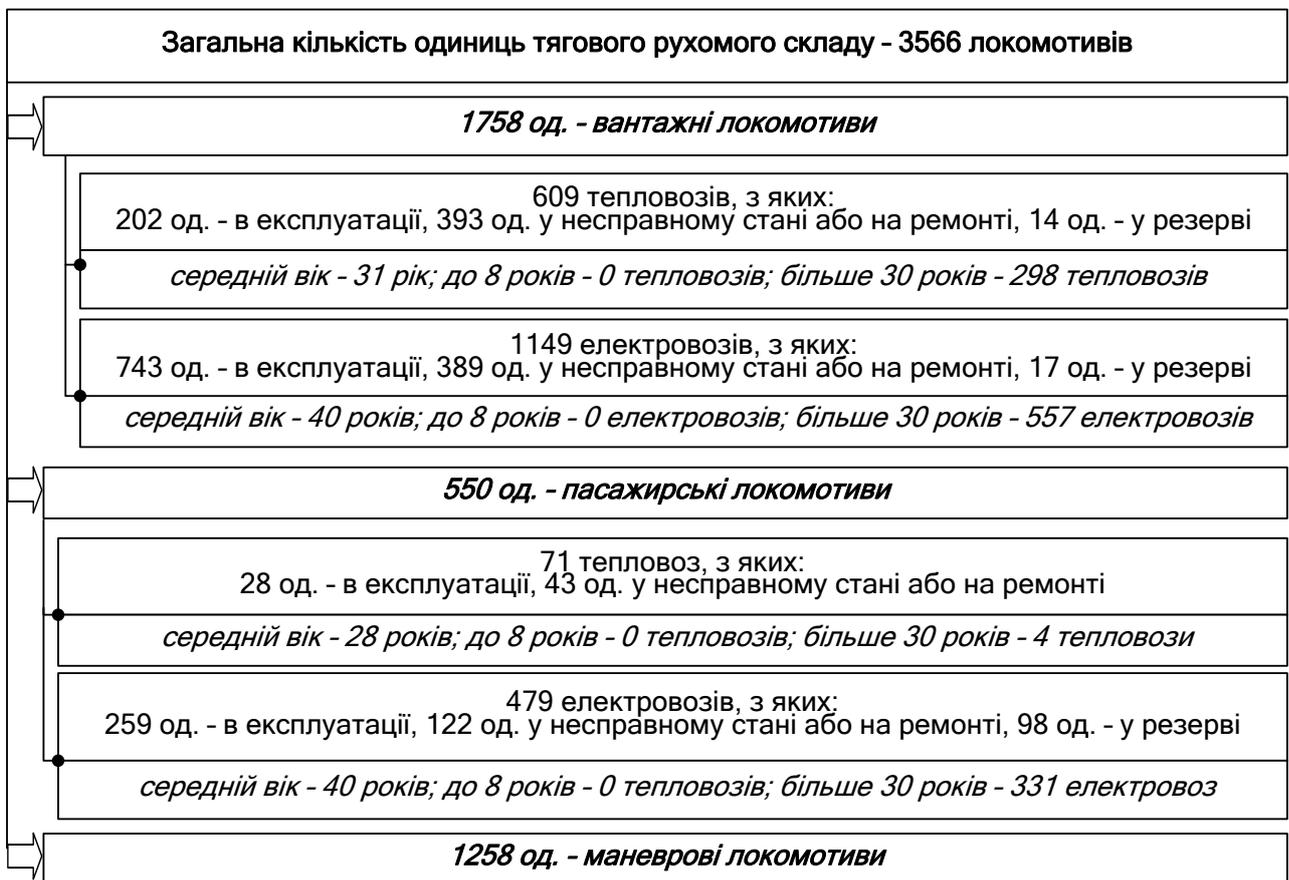 Загальна кількість одиниць тягового рухомого складу – 3566 локомотивів
1758 од. – вантажні локомотиви
609 тепловозів, з яких:
202 од. – в експлуатації, 393 од. у несправному стані або на ремонті, 14 од. – у резерві
середній вік – 31 рік; до 8 років – 0 тепловозів; більше 30 років – 298 тепловозів
1149 електровозів, з яких:
743 од. – в експлуатації, 389 од. у несправному стані або на ремонті, 17 од. – у резерві
середній вік – 40 років; до 8 років – 0 електровозів; більше 30 років – 557 електровозів
550 од. – пасажирські локомотиви
71 тепловоз, з яких:
28 од. – в експлуатації, 43 од. у несправному стані або на ремонті
середній вік – 28 років; до 8 років – 0 тепловозів; більше 30 років – 4 тепловози
479 електровозів, з яких:
259 од. – в експлуатації, 122 од. у несправному стані або на ремонті, 98 од. – у резерві
середній вік – 40 років; до 8 років – 0 тепловозів; більше 30 років – 331 електровоз
1258 од. – маневрові локомотиви